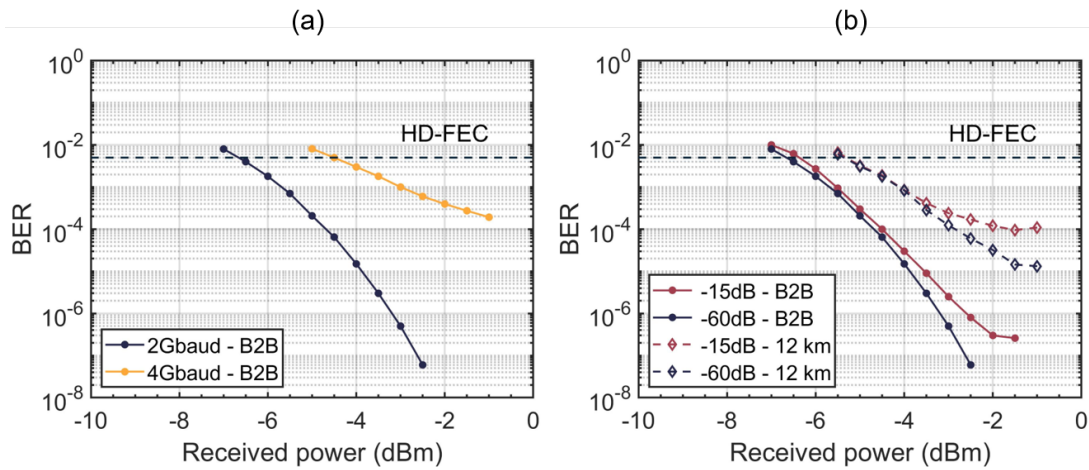 (a)
10^0
10^-2
10^-4
10^-6
10^-8
BER
HD-FEC
2Gbaud - B2B
4Gbaud - B2B
-10 -8 -6 -4 -2 0
Received power (dBm)
(b)
10^0
10^-2
10^-4
10^-6
10^-8
BER
HD-FEC
-15dB - B2B
-60dB - B2B
-15dB - 12 km
-60dB - 12 km
-10 -8 -6 -4 -2 0
Received power (dBm)